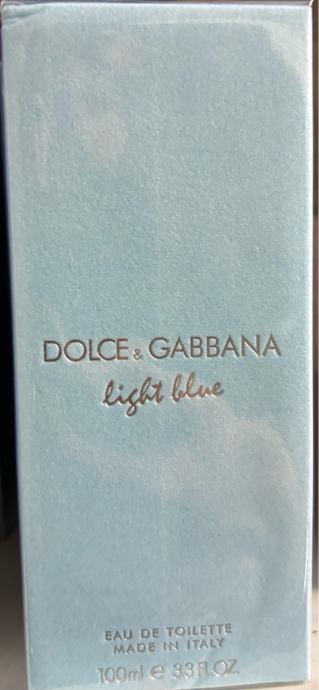 DOLCE & GABBANA
light blue
EAU DE TOILETTE
MADE IN ITALY
100ml e 3.3 FL.OZ.